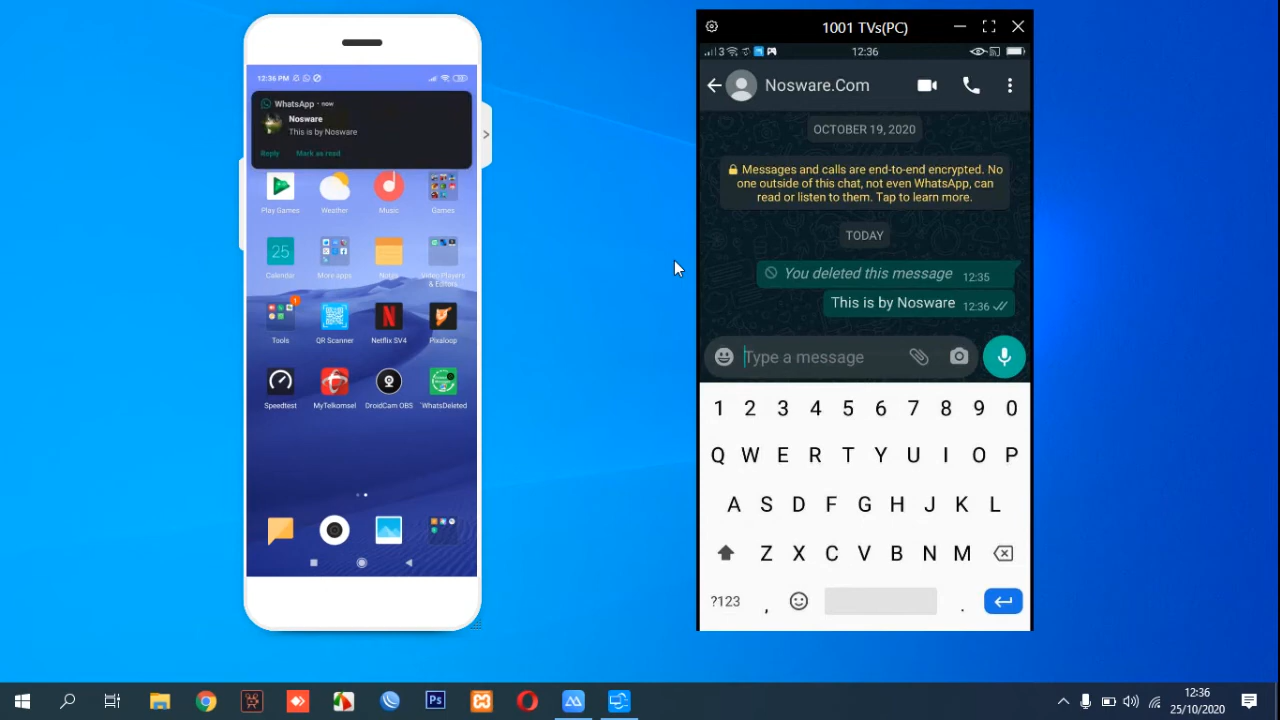 12:36 PM
WhatsApp • now
Nosware
This is by Nosware
Reply Mark as read
Play Games Weather Music Games
25
Calendar More apps Notes Video Players & Editors
1
Tools QR Scanner Netflix SV4 Pixaloop
Speedtest MyTelkomsel DroidCam OBS WhatsDeleted
1001 TVs(PC)
3 12:36
Nosware.Com
OCTOBER 19, 2020
Messages and calls are end-to-end encrypted. No
one outside of this chat, not even WhatsApp, can
read or listen to them. Tap to learn more.
TODAY
You deleted this message 12:35
This is by Nosware 12:36
Type a message
1 2 3 4 5 6 7 8 9 0
Q W E R T Y U I O P
A S D F G H J K L
Z X C V B N M
?123 , .
Ps
12:36
25/10/2020